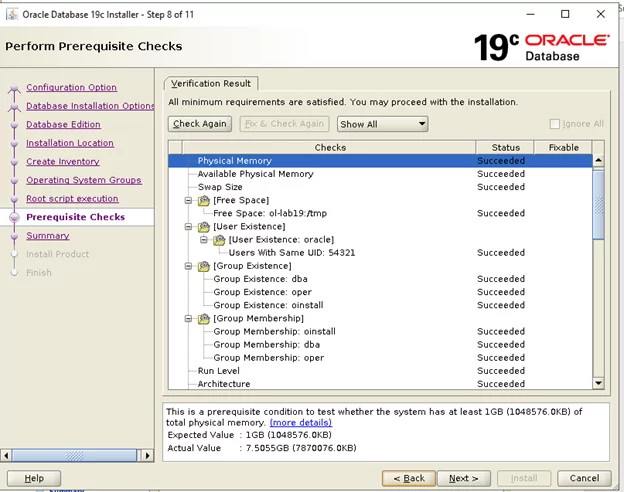 Oracle Database 19c Installer - Step 8 of 11
Perform Prerequisite Checks
19c ORACLE
Database
Configuration Option
Database Installation Options
Database Edition
Installation Location
Create Inventory
Operating System Groups
Root script execution
Prerequisite Checks
Summary
Install Product
Finish
Verification Result
All minimum requirements are satisfied. You may proceed with the installation.
Check Again Fix & Check Again Show All Ignore All
Checks Status Fixable
Physical Memory Succeeded
Available Physical Memory Succeeded
Swap Size Succeeded
[Free Space]
Free Space: ol-lab19:/tmp Succeeded
[User Existence]
[User Existence: oracle]
Users With Same UID: 54321 Succeeded
[Group Existence]
Group Existence: dba Succeeded
Group Existence: oper Succeeded
Group Existence: oinstall Succeeded
[Group Membership]
Group Membership: oinstall Succeeded
Group Membership: dba Succeeded
Group Membership: oper Succeeded
Run Level Succeeded
Architecture Succeeded
This is a prerequisite condition to test whether the system has at least 1GB (1048576.0KB) of
total physical memory. (more details)
Expected Value : 1GB (1048576.0KB)
Actual Value : 7.5055GB (7870076.0KB)
Help < Back Next > Install Cancel